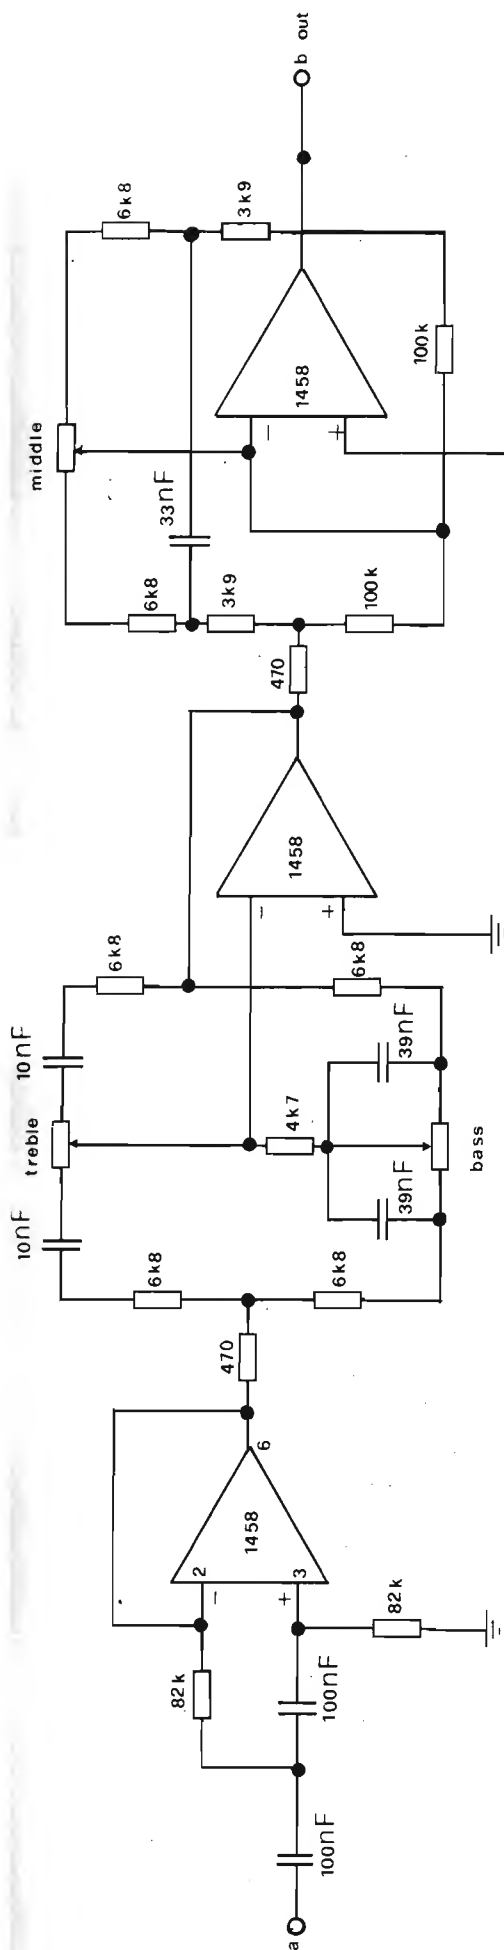 a
100nF
82k
100nF
2
−
3
+
1458
6
82k
470
6k8
6k8
10nF
treble
10nF
4k7
39nF
39nF
bass
6k8
6k8
−
+
1458
470
6k8
3k9
100k
33nF
middle
−
+
1458
6k8
3k9
100k
b out